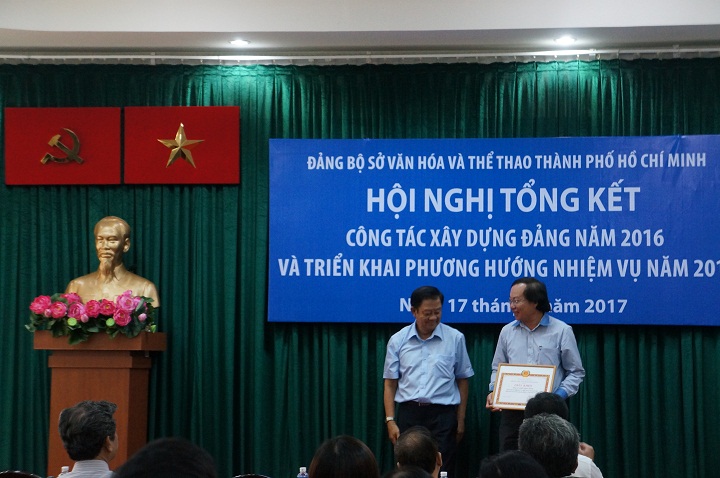 ĐẢNG BỘ SỞ VĂN HÓA VÀ THỂ THAO THÀNH PHỐ HỒ CHÍ MINH
HỘI NGHỊ TỔNG KẾT
CÔNG TÁC XÂY DỰNG ĐẢNG NĂM 2016
VÀ TRIỂN KHAI PHƯƠNG HƯỚNG NHIỆM VỤ NĂM 201
17 năm 2017